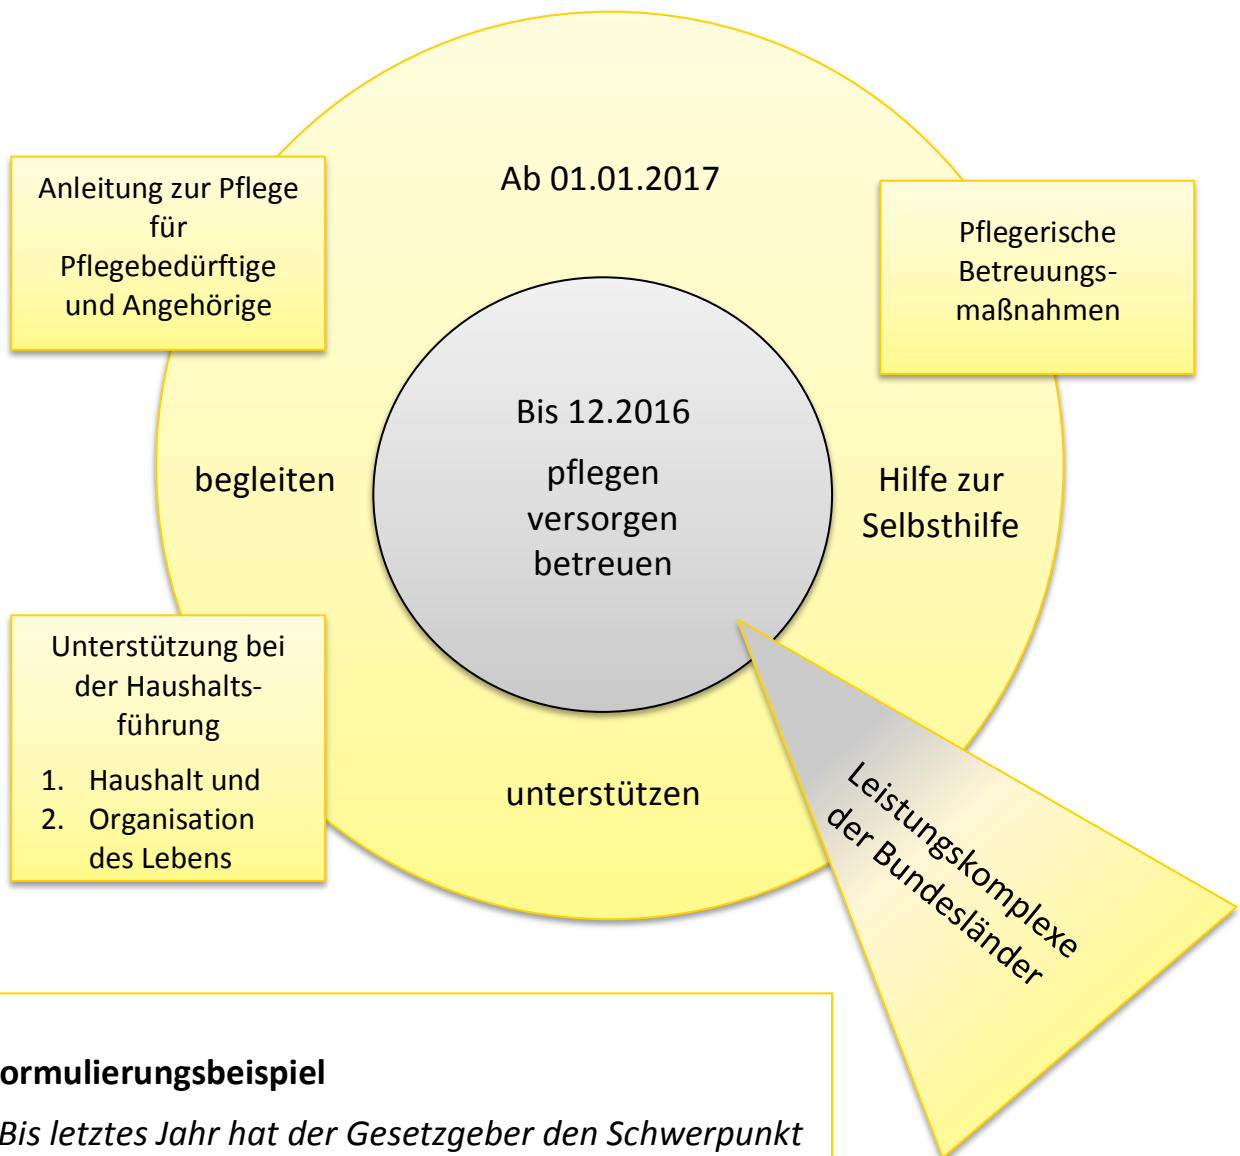 Ab 01.01.2017
Anleitung zur Pflege
für
Pflegebedürftige
und Angehörige
Pflegerische
Betreuungs-
maßnahmen
Bis 12.2016
pflegen
versorgen
betreuen
begleiten
Hilfe zur
Selbsthilfe
Unterstützung bei
der Haushalts-
führung
1. Haushalt und
2. Organisation
des Lebens
unterstützen
Leistungskomplexe
der Bundesländer
ormulierungsbeispiel
Bis letztes Jahr hat der Gesetzgeber den Schwerpunkt